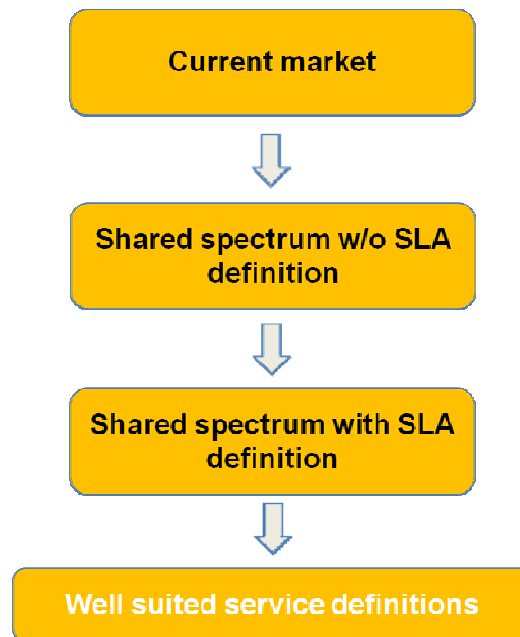 Current market
Shared spectrum w/o SLA
definition
Shared spectrum with SLA
definition
Well suited service definitions